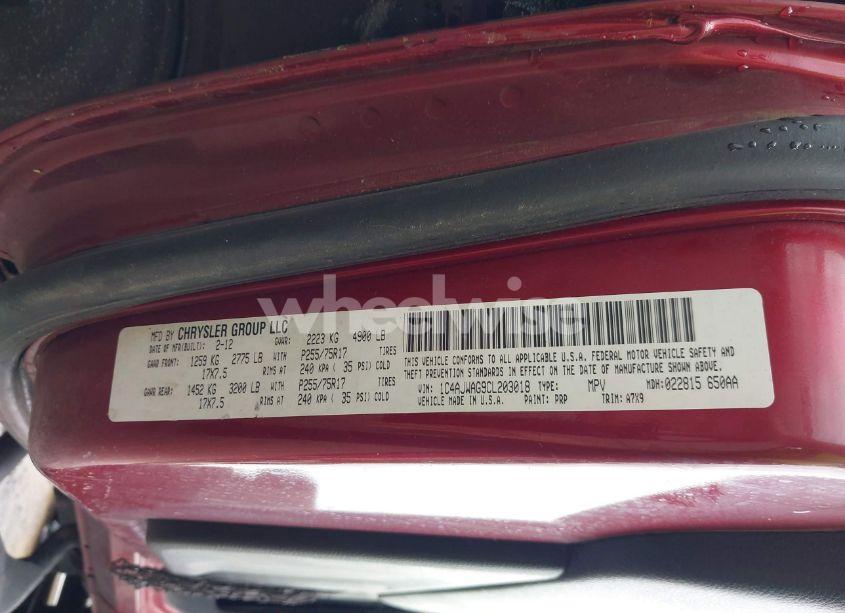 wheelwise
MFD BY CHRYSLER GROUP LLC
DATE OF MFR(BUILT): 2-12 GVWR: 2223 KG 4900 LB
GAWR FRONT: 1259 KG 2775 LB WITH P255/75R17 TIRES
17X7.5 RIMS AT 240 KPA ( 35 PSI) COLD
GAWR REAR: 1452 KG 3200 LB WITH P255/75R17 TIRES
17X7.5 RIMS AT 240 KPA ( 35 PSI) COLD
THIS VEHICLE CONFORMS TO ALL APPLICABLE U.S.A. FEDERAL MOTOR VEHICLE SAFETY AND
THEFT PREVENTION STANDARDS IN EFFECT ON THE DATE OF MANUFACTURE SHOWN ABOVE.
VIN: 1C4AJWAG9CL203018 TYPE: MPV MDH: 022815 650AA
VEHICLE MADE IN U.S.A. PAINT: PRP TRIM: A7X9